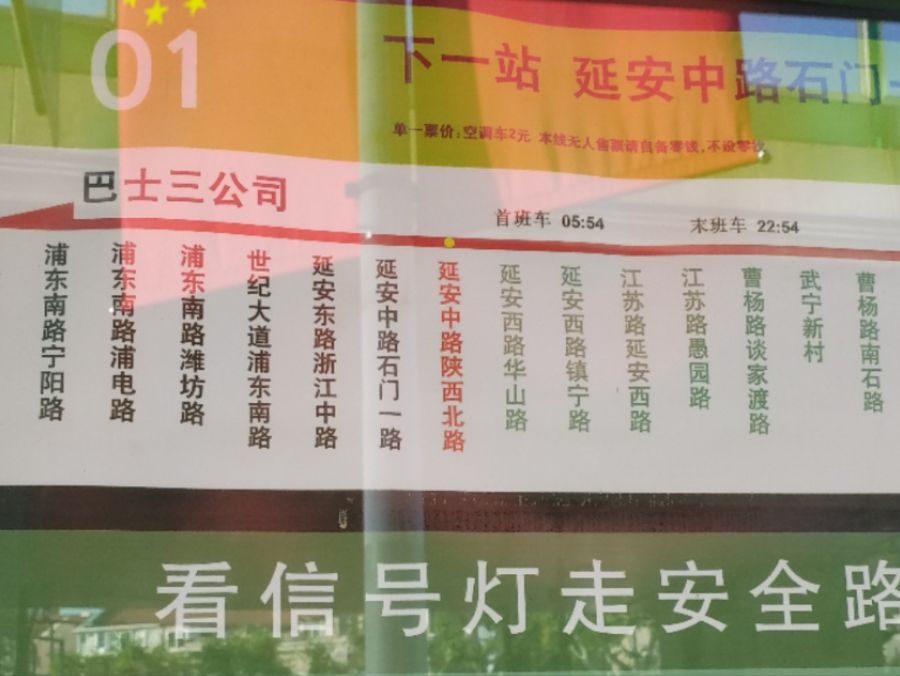 01
下一站 延安中路石门一
单一票价:空调车2元 本线无人售票请自备零钱,不设零找
巴士三公司
首班车 05:54 末班车 22:54
浦东南路宁阳路
浦东南路浦电路
浦东南路潍坊路
世纪大道浦东南路
延安东路浙江中路
延安中路石门一路
延安中路陕西北路
延安西路华山路
延安西路镇宁路
江苏路延安西路
江苏路愚园路
曹杨路谈家渡路
武宁新村
曹杨路南石路
看信号灯走安全路